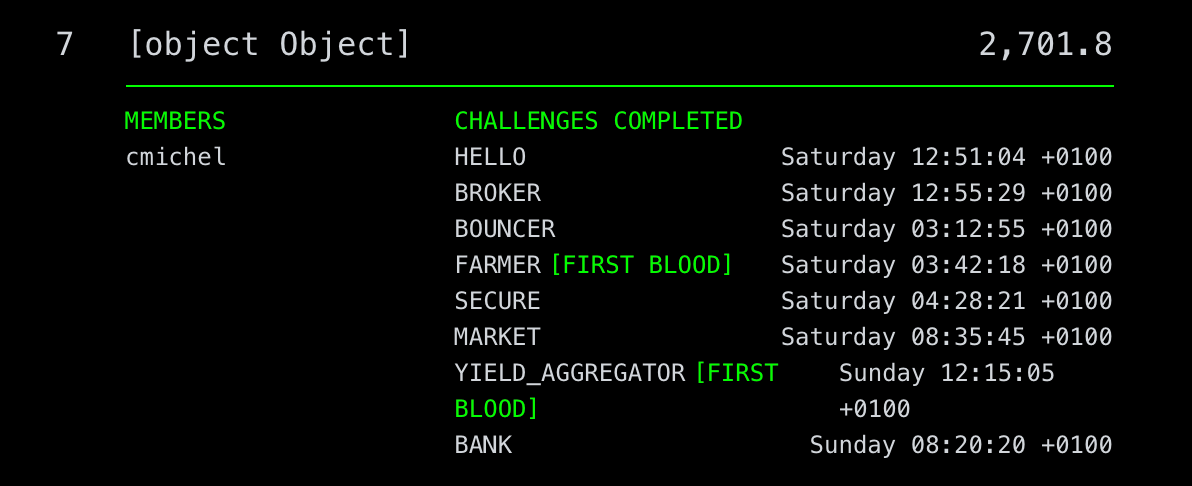 7 [object Object] 2,701.8
MEMBERS CHALLENGES COMPLETED
cmichel HELLO Saturday 12:51:04 +0100
BROKER Saturday 12:55:29 +0100
BOUNCER Saturday 03:12:55 +0100
FARMER [FIRST BLOOD] Saturday 03:42:18 +0100
SECURE Saturday 04:28:21 +0100
MARKET Saturday 08:35:45 +0100
YIELD_AGGREGATOR [FIRST Sunday 12:15:05
BLOOD] +0100
BANK Sunday 08:20:20 +0100